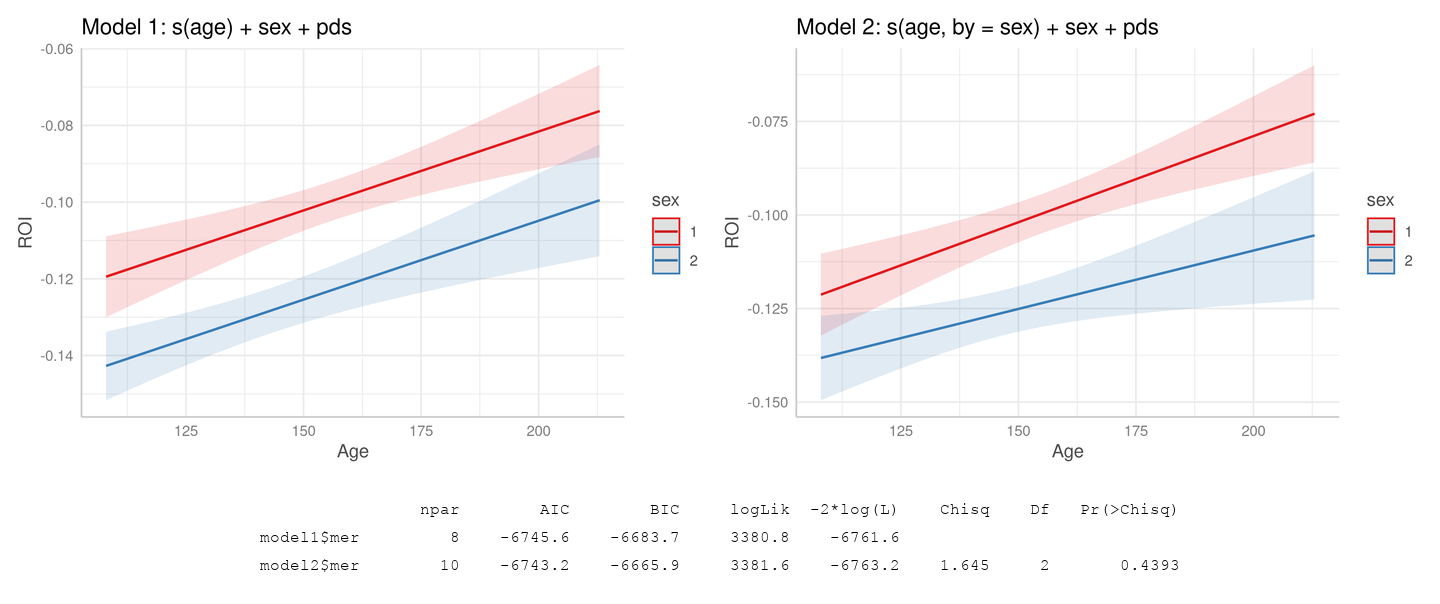 Model 1: s(age) + sex + pds
-0.06
-0.08
-0.10
-0.12
-0.14
ROI
125 150 175 200
Age
sex
1
2
Model 2: s(age, by = sex) + sex + pds
-0.075
-0.100
-0.125
-0.150
ROI
125 150 175 200
Age
sex
1
2
npar AIC BIC logLik -2*log(L) Chisq Df Pr(>Chisq)
model1$mer 8 -6745.6 -6683.7 3380.8 -6761.6
model2$mer 10 -6743.2 -6665.9 3381.6 -6763.2 1.645 2 0.4393